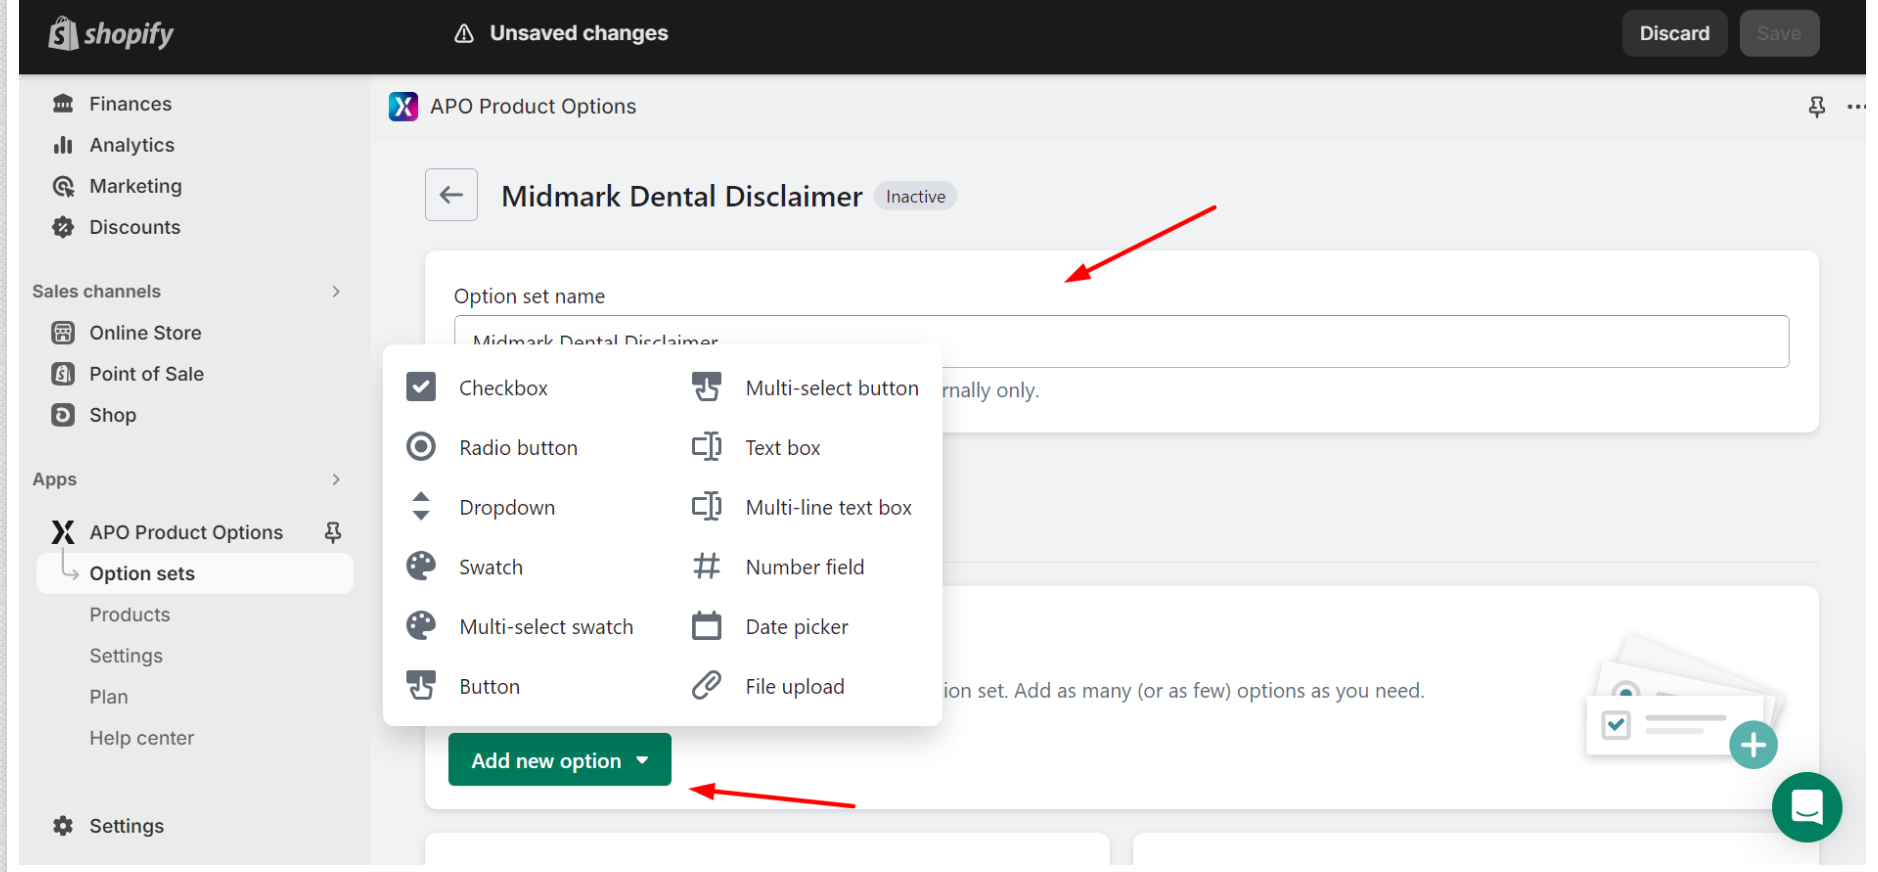 shopify
Unsaved changes
Discard
Save
Finances
Analytics
Marketing
Discounts
Sales channels
Online Store
Point of Sale
Shop
Apps
APO Product Options
Option sets
Products
Settings
Plan
Help center
Settings
APO Product Options
Midmark Dental Disclaimer
Inactive
Option set name
Midmark Dental Disclaimer
rnally only.
Checkbox
Multi-select button
Radio button
Text box
Dropdown
Multi-line text box
Swatch
Number field
Multi-select swatch
Date picker
Button
File upload
ion set. Add as many (or as few) options as you need.
Add new option